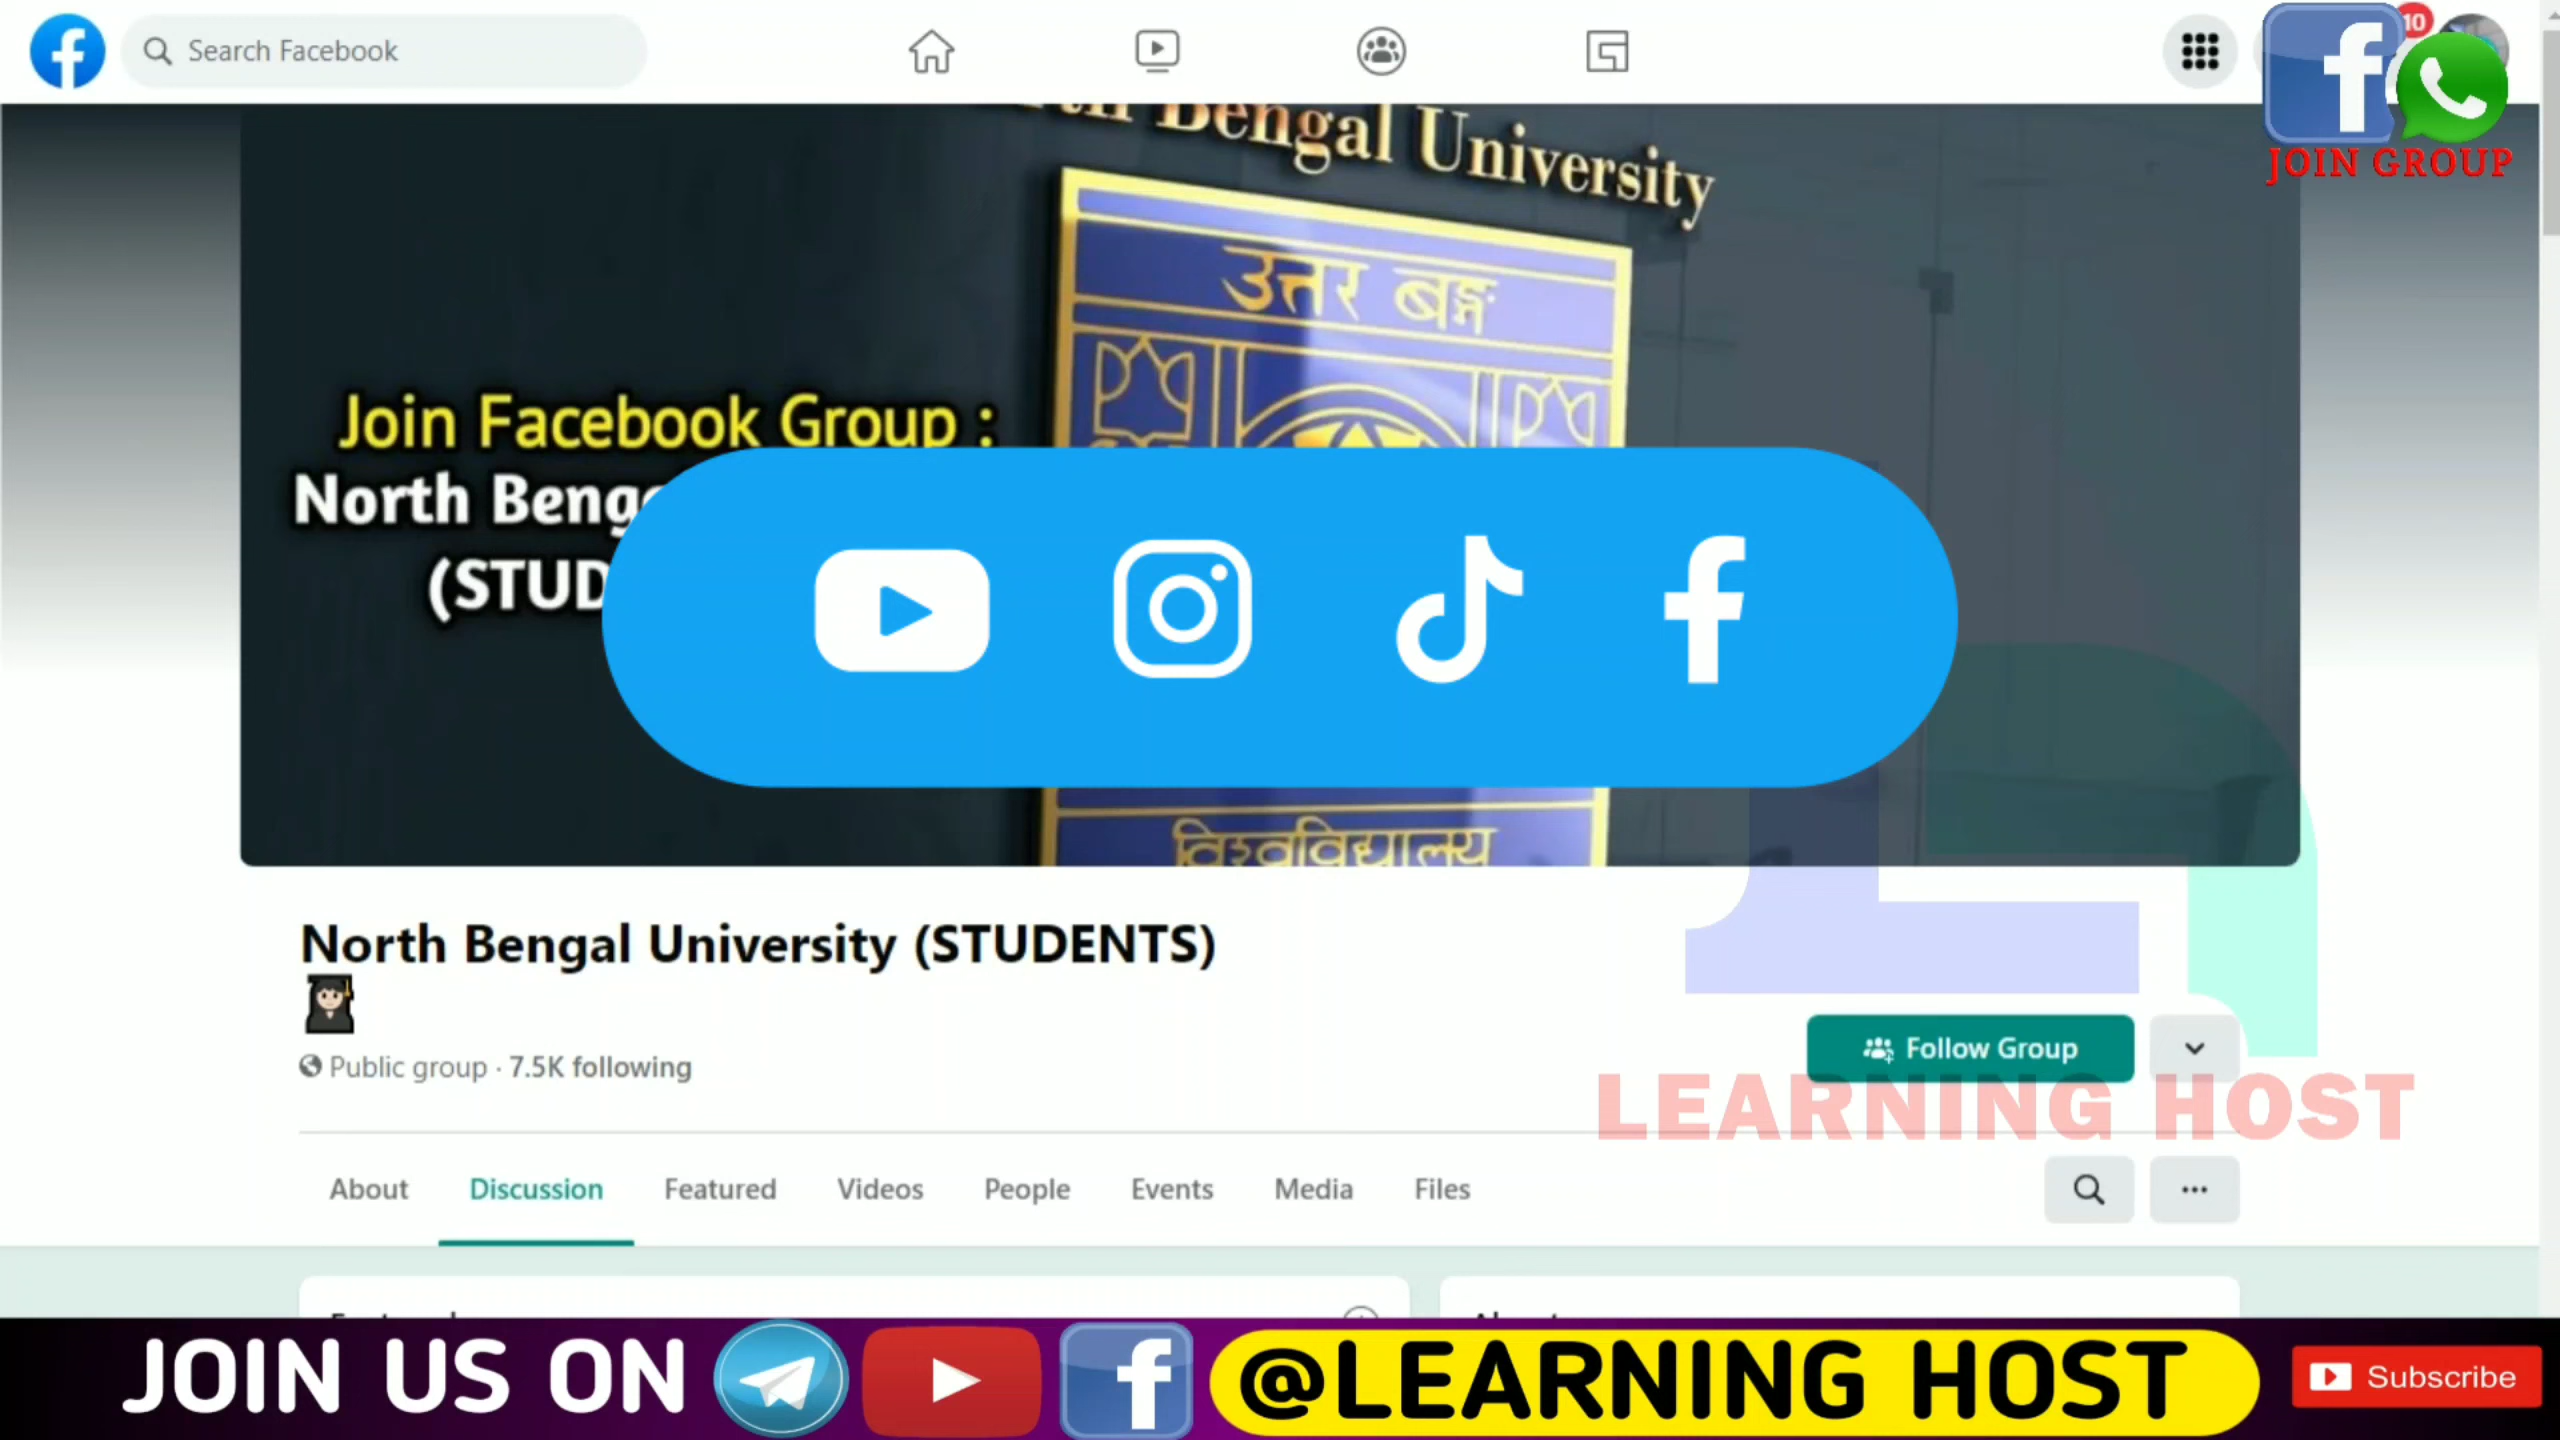 Search Facebook
10
JOIN GROUP
Bengal University
उत्तर बङ्ग
Join Facebook Group :
North
विश्वविद्यालय
North Bengal University (STUDENTS)
Public group · 7.5K following
Follow Group
LEARNING HOST
About Discussion Featured Videos People Events Media Files
JOIN US ON @LEARNING HOST Subscribe